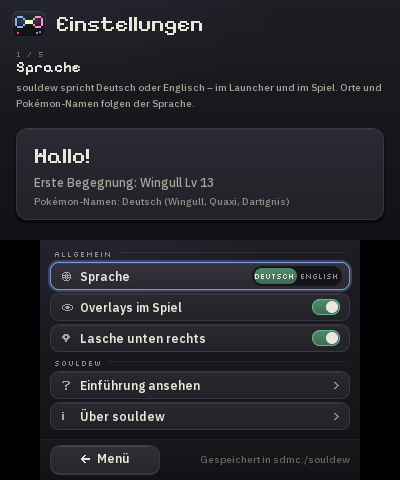 Einstellungen
1 / 5
Sprache
souldew spricht Deutsch oder Englisch – im Launcher und im Spiel. Orte und
Pokémon-Namen folgen der Sprache.
Hallo!
Erste Begegnung: Wingull Lv 13
Pokémon-Namen: Deutsch (Wingull, Quaxi, Dartignis)
ALLGEMEIN
Sprache DEUTSCH ENGLISH
Overlays im Spiel
Lasche unten rechts
SOULDEW
? Einführung ansehen >
i Über souldew >
← Menü Gespeichert in sdmc:/souldew